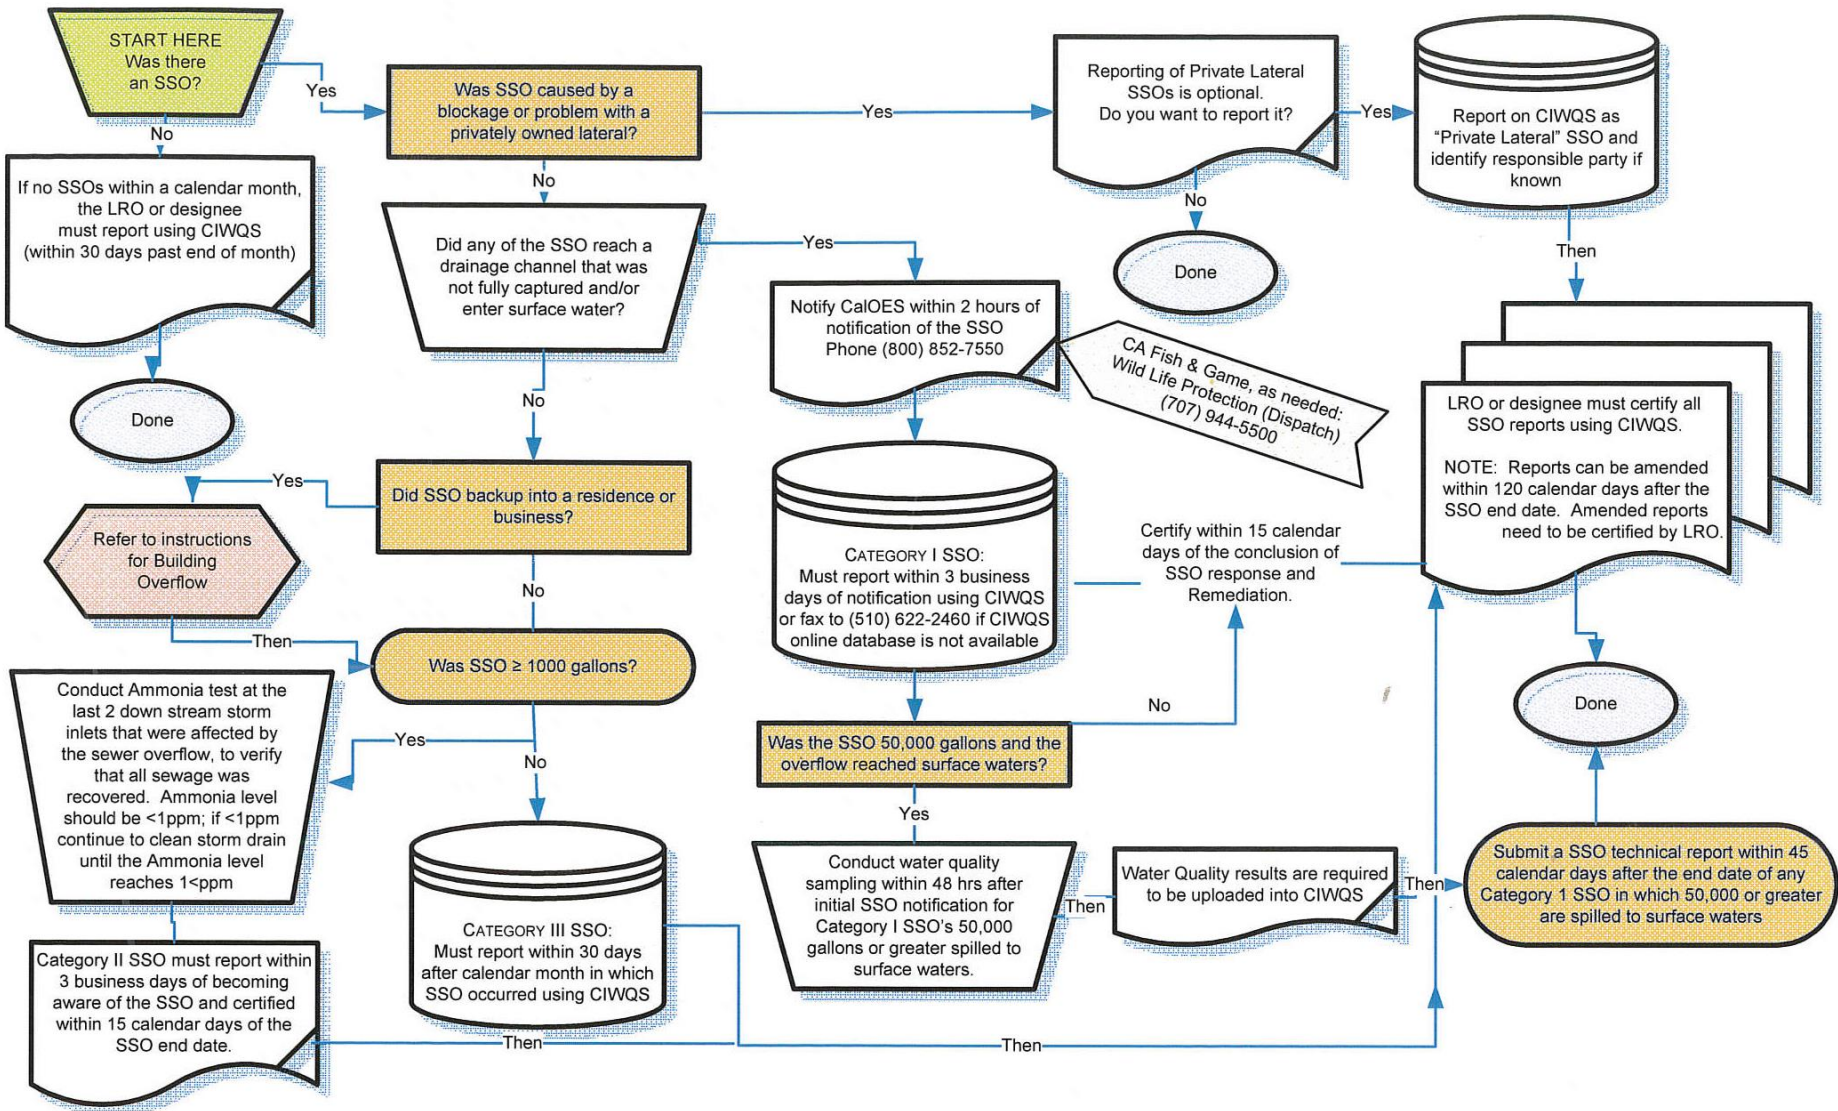 START HERE
Was there
an SSO?
Yes
No
Was SSO caused by a
blockage or problem with a
privately owned lateral?
Yes
No
Reporting of Private Lateral
SSOs is optional.
Do you want to report it?
Yes
No
Done
Report on CIWQS as
“Private Lateral” SSO and
identify responsible party if
known
Then
If no SSOs within a calendar month,
the LRO or designee
must report using CIWQS
(within 30 days past end of month)
Done
Did any of the SSO reach a
drainage channel that was
not fully captured and/or
enter surface water?
Yes
No
Notify CalOES within 2 hours of
notification of the SSO
Phone (800) 852-7550
CA Fish & Game, as needed:
Wild Life Protection (Dispatch)
(707) 944-5500
LRO or designee must certify all
SSO reports using CIWQS.
NOTE: Reports can be amended
within 120 calendar days after the
SSO end date. Amended reports
need to be certified by LRO.
Done
Did SSO backup into a residence or
business?
Yes
No
Refer to instructions
for Building
Overflow
Then
CATEGORY I SSO:
Must report within 3 business
days of notification using CIWQS
or fax to (510) 622-2460 if CIWQS
online database is not available
Certify within 15 calendar
days of the conclusion of
SSO response and
Remediation.
Was SSO ≥ 1000 gallons?
Yes
No
Conduct Ammonia test at the
last 2 down stream storm
inlets that were affected by
the sewer overflow, to verify
that all sewage was
recovered. Ammonia level
should be <1ppm; if <1ppm
continue to clean storm drain
until the Ammonia level
reaches 1<ppm
Was the SSO 50,000 gallons and the
overflow reached surface waters?
No
Yes
Conduct water quality
sampling within 48 hrs after
initial SSO notification for
Category I SSO’s 50,000
gallons or greater spilled to
surface waters.
Then
Water Quality results are required
to be uploaded into CIWQS
Then
Submit a SSO technical report within 45
calendar days after the end date of any
Category 1 SSO in which 50,000 or greater
are spilled to surface waters
CATEGORY III SSO:
Must report within 30 days
after calendar month in which
SSO occurred using CIWQS
Then
Category II SSO must report within
3 business days of becoming
aware of the SSO and certified
within 15 calendar days of the
SSO end date.
Then